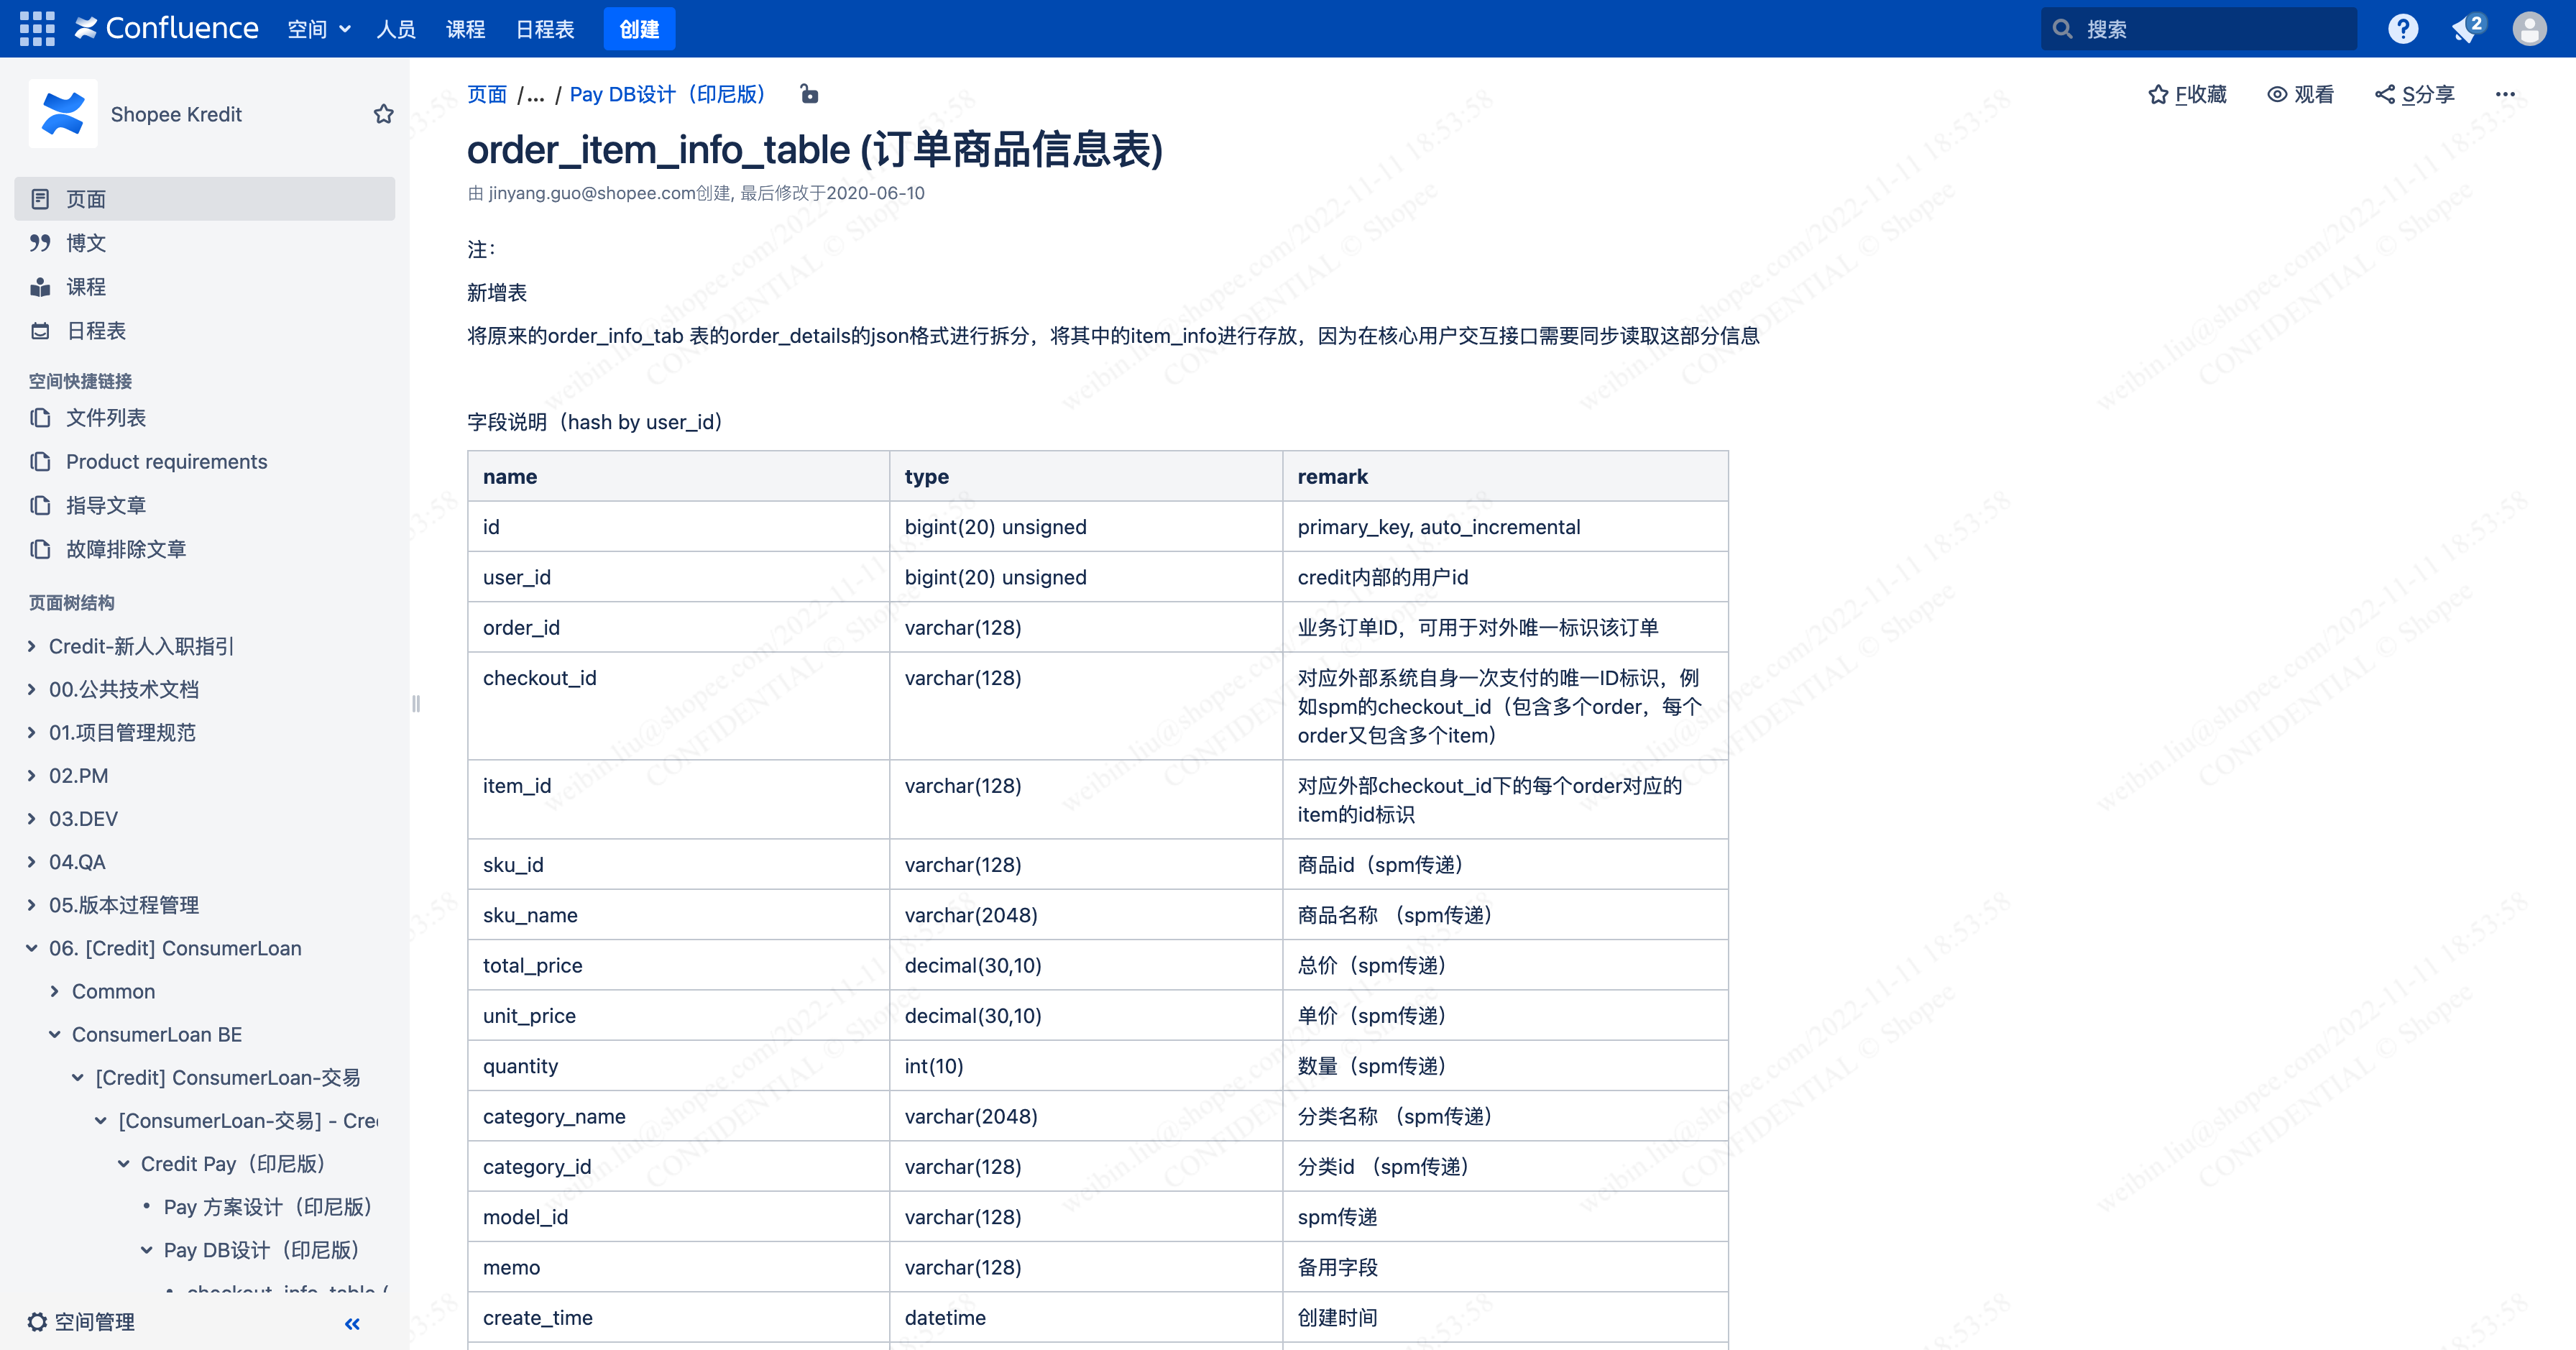 Confluence 空间 人员 课程 日程表 创建 搜索 2
Shopee Kredit
页面
博文
课程
日程表
空间快捷链接
文件列表
Product requirements
指导文章
故障排除文章
页面树结构
Credit-新人入职指引
00.公共技术文档
01.项目管理规范
02.PM
03.DEV
04.QA
05.版本过程管理
06. [Credit] ConsumerLoan
Common
ConsumerLoan BE
[Credit] ConsumerLoan-交易
[ConsumerLoan-交易] - Cre
Credit Pay（印尼版）
Pay 方案设计（印尼版）
Pay DB设计（印尼版）
checkout_info_table (
空间管理
页面 /... / Pay DB设计（印尼版）
F收藏 观看 S分享
order_item_info_table (订单商品信息表)
由 jinyang.guo@shopee.com创建, 最后修改于2020-06-10
注：
新增表
将原来的order_info_tab 表的order_details的json格式进行拆分，将其中的item_info进行存放，因为在核心用户交互接口需要同步读取这部分信息
字段说明（hash by user_id）
name type remark
id bigint(20) unsigned primary_key, auto_incremental
user_id bigint(20) unsigned credit内部的用户id
order_id varchar(128) 业务订单ID，可用于对外唯一标识该订单
checkout_id varchar(128) 对应外部系统自身一次支付的唯一ID标识，例
如spm的checkout_id（包含多个order，每个
order又包含多个item）
item_id varchar(128) 对应外部checkout_id下的每个order对应的
item的id标识
sku_id varchar(128) 商品id（spm传递）
sku_name varchar(2048) 商品名称 （spm传递）
total_price decimal(30,10) 总价（spm传递）
unit_price decimal(30,10) 单价（spm传递）
quantity int(10) 数量（spm传递）
category_name varchar(2048) 分类名称 （spm传递）
category_id varchar(128) 分类id （spm传递）
model_id varchar(128) spm传递
memo varchar(128) 备用字段
create_time datetime 创建时间
weibin.liu@shopee.com/2022-11-11 18:53:58
CONFIDENTIAL © Shopee